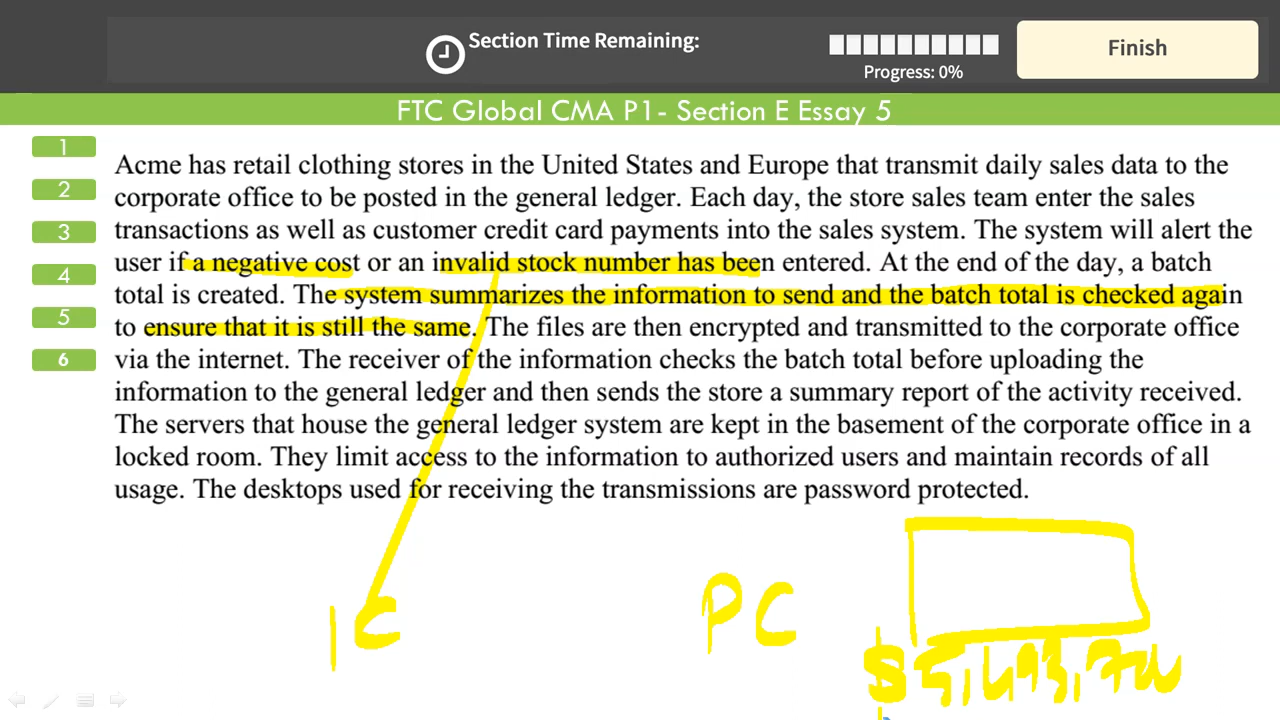 Section Time Remaining:
Progress: 0%
Finish
FTC Global CMA P1- Section E Essay 5
1
2
3
4
5
6
Acme has retail clothing stores in the United States and Europe that transmit daily sales data to the
corporate office to be posted in the general ledger. Each day, the store sales team enter the sales
transactions as well as customer credit card payments into the sales system. The system will alert the
user if a negative cost or an invalid stock number has been entered. At the end of the day, a batch
total is created. The system summarizes the information to send and the batch total is checked again
to ensure that it is still the same. The files are then encrypted and transmitted to the corporate office
via the internet. The receiver of the information checks the batch total before uploading the
information to the general ledger and then sends the store a summary report of the activity received.
The servers that house the general ledger system are kept in the basement of the corporate office in a
locked room. They limit access to the information to authorized users and maintain records of all
usage. The desktops used for receiving the transmissions are password protected.
IC
PC